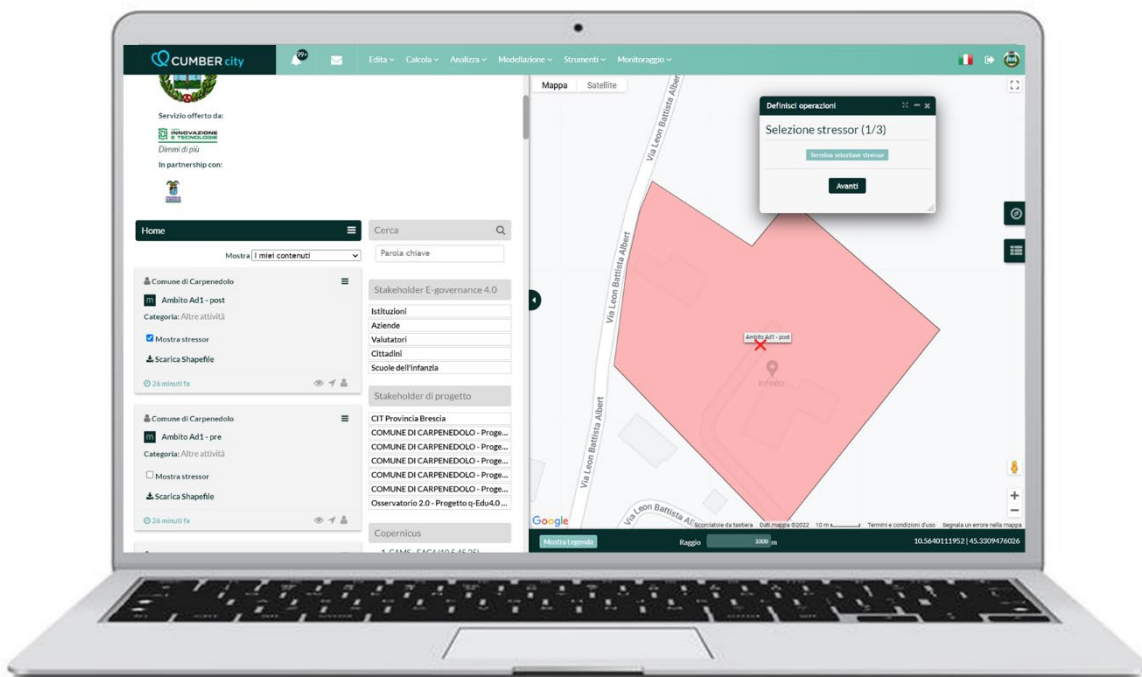 QCUMBER city
99+
Edita
Calcola
Analizza
Modellazione
Strumenti
Monitoraggio
Servizio offerto da:
INNOVAZIONE
E TECNOLOGIE
Dimmi di più
In partnership con:
Home
Mostra I miei contenuti
Comune di Carpenedolo
m Ambito Ad1 - post
Categoria: Altre attività
Mostra stressor
Scarica Shapefile
26 minuti fa
Comune di Carpenedolo
m Ambito Ad1 - pre
Categoria: Altre attività
Mostra stressor
Scarica Shapefile
26 minuti fa
Cerca
Parola chiave
Stakeholder E-governance 4.0
Istituzioni
Aziende
Valutatori
Cittadini
Scuole dell'infanzia
Stakeholder di progetto
CIT Provincia Brescia
COMUNE DI CARPENEDOLO - Proge...
COMUNE DI CARPENEDOLO - Proge...
COMUNE DI CARPENEDOLO - Proge...
COMUNE DI CARPENEDOLO - Proge...
COMUNE DI CARPENEDOLO - Proge...
Osservatorio 2.0 - Progetto q-Edu4.0 ...
Copernicus
Mappa
Satellite
Via Leon Battista Albert
Via Leon Battista Albert
Via Leon Battista Albert
Via Leon Battista Al
Definisci operazioni
Selezione stressor (1/3)
Termina selezione stressor
Avanti
Ambito Ad1 - post
Infinito
Google
Scorciatoie da tastiera
Dati mappa ©2022
10 m
Termini e condizioni d'uso
Segnala un errore nella mappa
Mostra Legenda
Raggio
1000 m
10.5640111952 | 45.3309476026